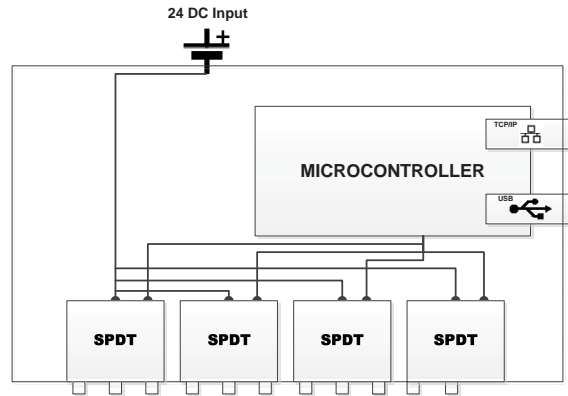 24 DC Input
+
TCP/IP
MICROCONTROLLER
USB
SPDT SPDT SPDT SPDT